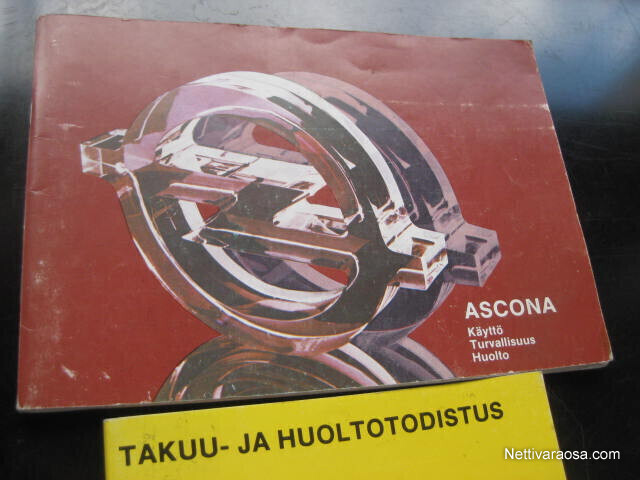 ASCONA
Käyttö
Turvallisuus
Huolto
TAKUU- JA HUOLTOTODISTUS
Nettivaraosa.com